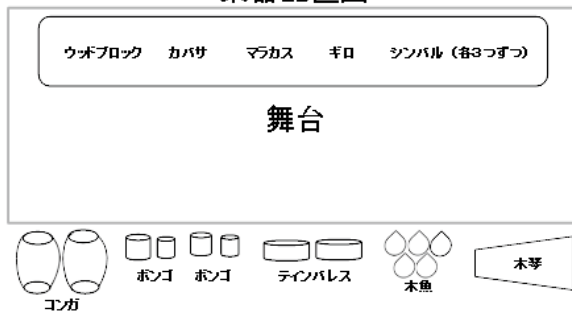 ウッドブロック カバサ マラカス ギロ シンバル（各３つずつ）
舞台
ボンゴ ボンゴ ティンパレス 木魚 木琴
コンガ